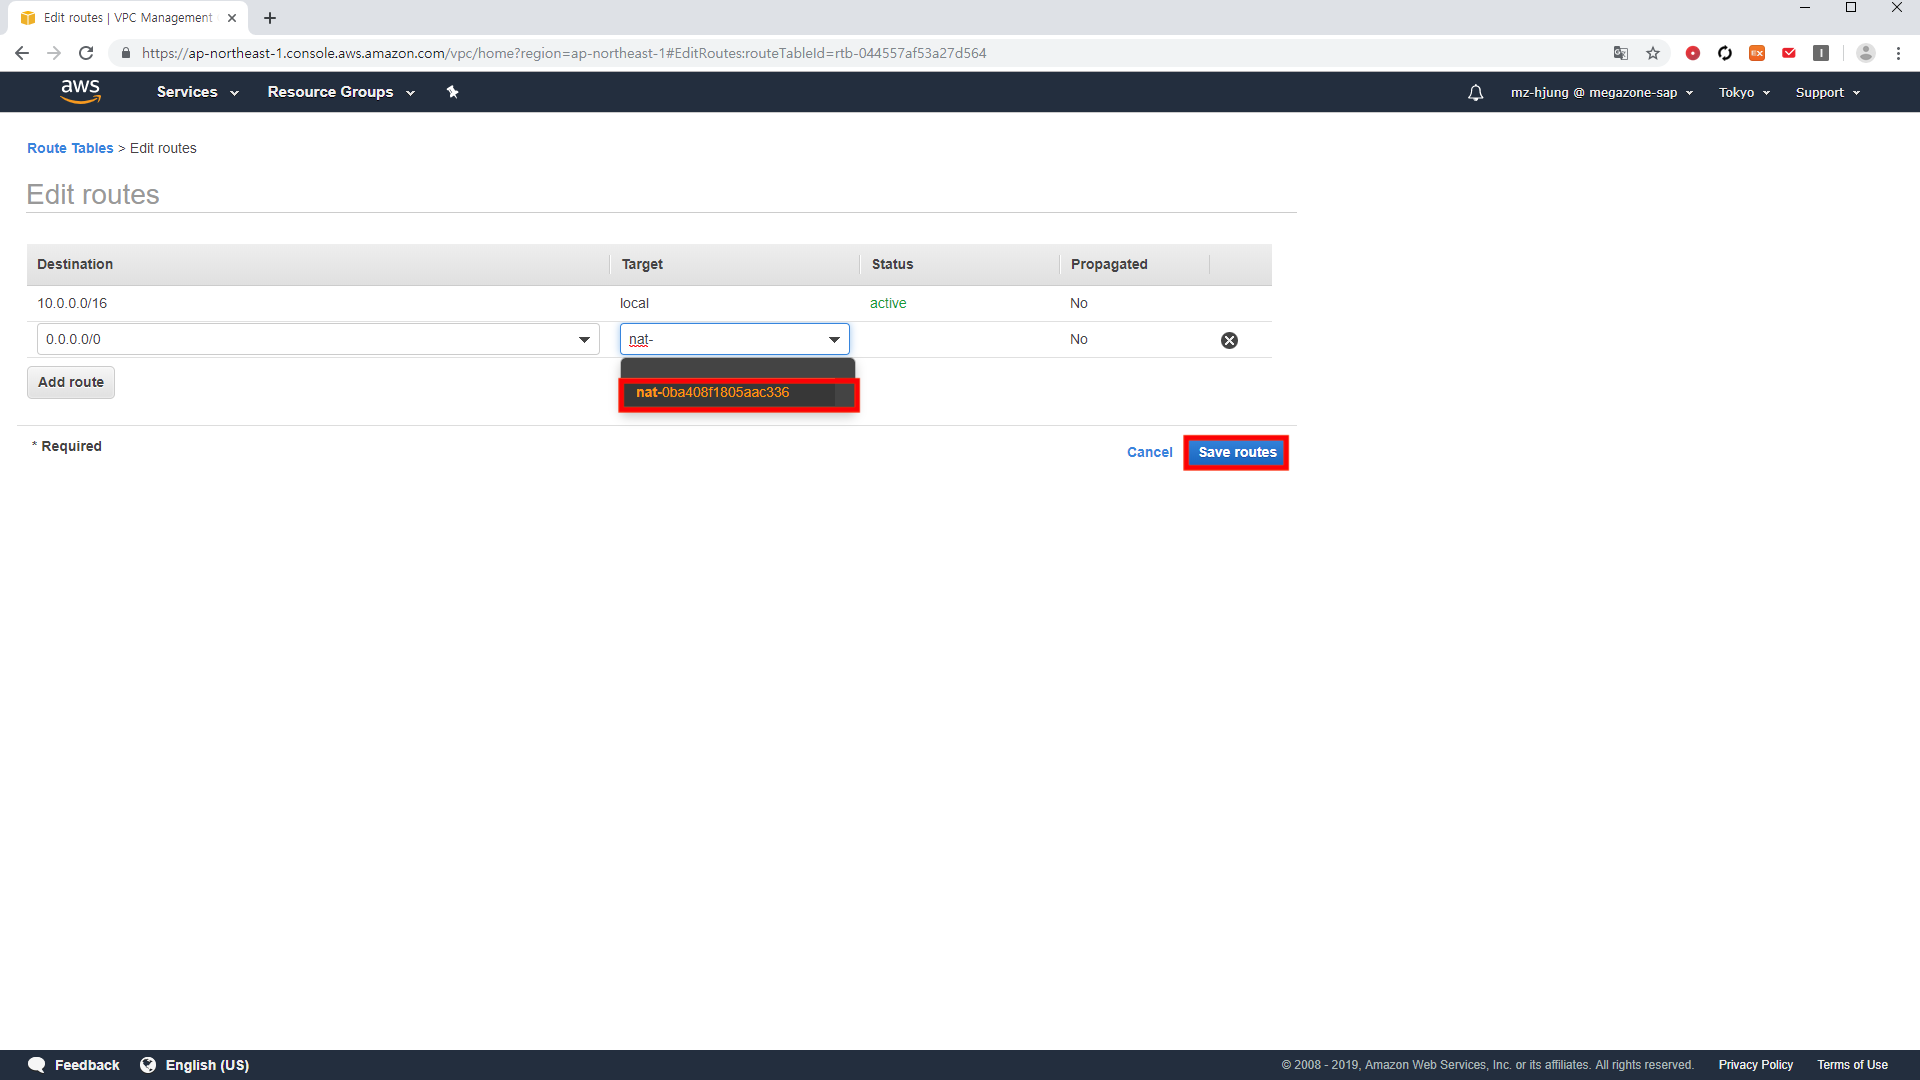 Edit routes | VPC Management
https://ap-northeast-1.console.aws.amazon.com/vpc/home?region=ap-northeast-1#EditRoutes:routeTableId=rtb-044557af53a27d564
aws Services Resource Groups mz-hjung @ megazone-sap Tokyo Support
Route Tables > Edit routes
Edit routes
Destination Target Status Propagated
10.0.0.0/16 local active No
0.0.0.0/0 nat- No
Add route
nat-0ba408f1805aac336
* Required
Cancel Save routes
Feedback English (US) © 2008 - 2019, Amazon Web Services, Inc. or its affiliates. All rights reserved. Privacy Policy Terms of Use